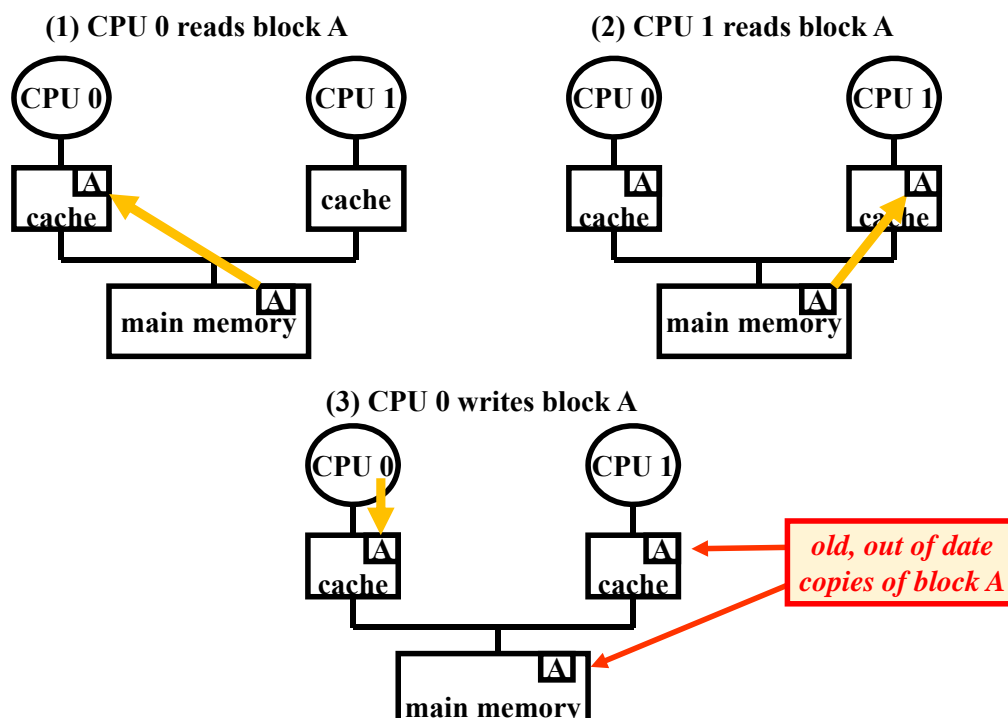 (1) CPU 0 reads block A
CPU 0
CPU 1
A
cache
cache
A
main memory
(2) CPU 1 reads block A
CPU 0
CPU 1
A
cache
A
cache
A
main memory
(3) CPU 0 writes block A
CPU 0
CPU 1
A
cache
A
cache
A
main memory
old, out of date
copies of block A